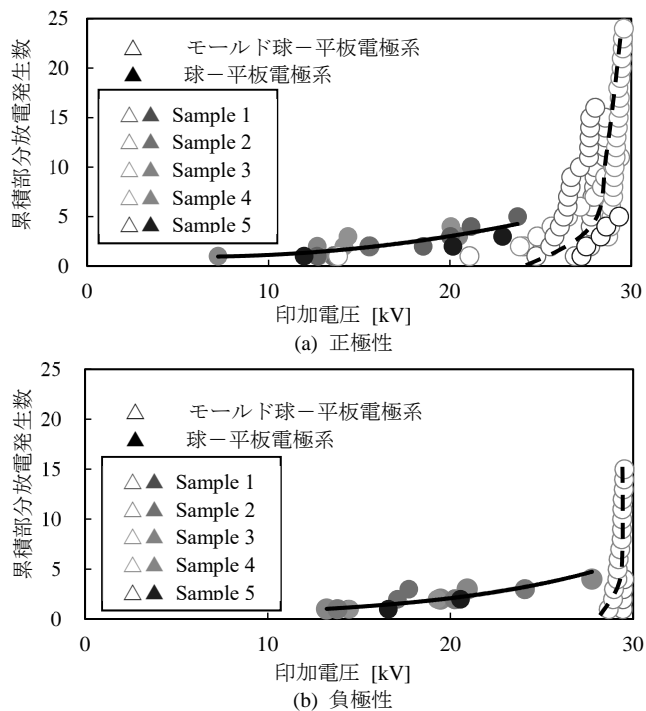 25
20
15
10
5
0
累積部分放電発生数
△ モールド球－平板電極系
▲ 球－平板電極系
△▲ Sample 1
△▲ Sample 2
△▲ Sample 3
△▲ Sample 4
△▲ Sample 5
0 10 20 30
印加電圧 [kV]
(a) 正極性
25
20
15
10
5
0
累積部分放電発生数
△ モールド球－平板電極系
▲ 球－平板電極系
△▲ Sample 1
△▲ Sample 2
△▲ Sample 3
△▲ Sample 4
△▲ Sample 5
0 10 20 30
印加電圧 [kV]
(b) 負極性